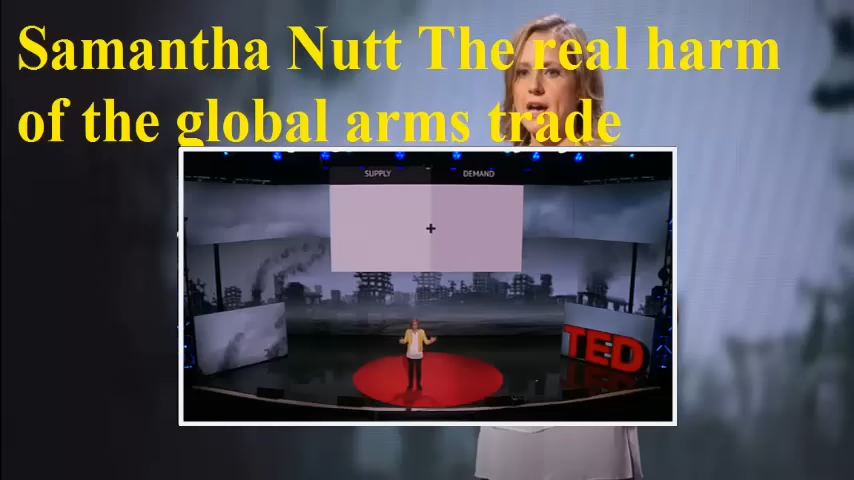 Samantha Nutt The real harm
of the global arms trade
SUPPLY DEMAND
+
TED